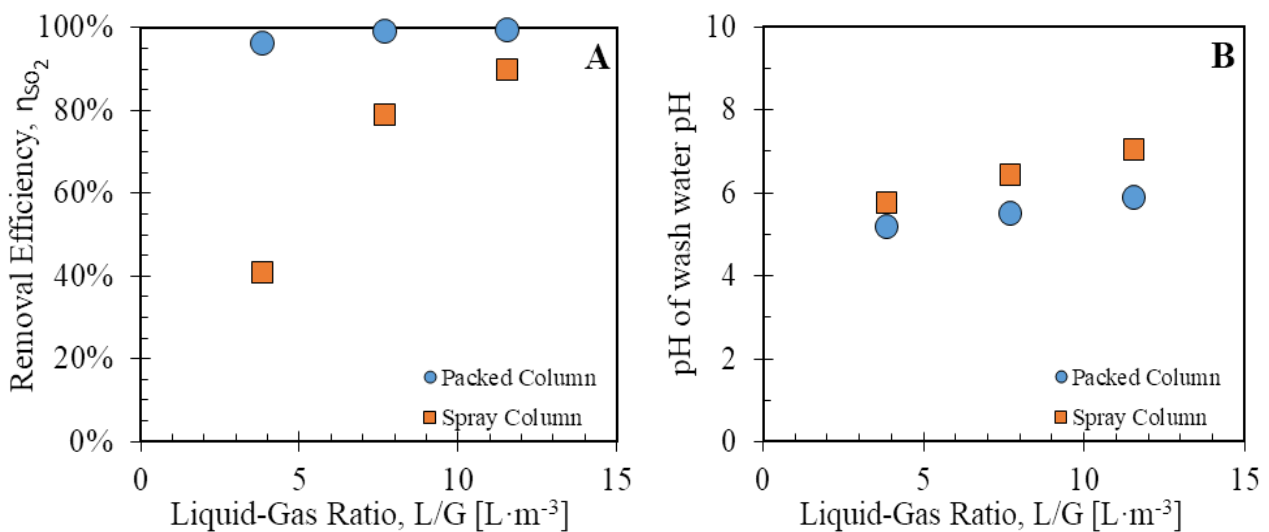 Removal Efficiency, ηSO₂
100%
80%
60%
40%
20%
0%
A
Packed Column
Spray Column
0
5
10
15
Liquid-Gas Ratio, L/G [L·m⁻³]
pH of wash water pH
10
8
6
4
2
0
B
Packed Column
Spray Column
0
5
10
15
Liquid-Gas Ratio, L/G [L·m⁻³]